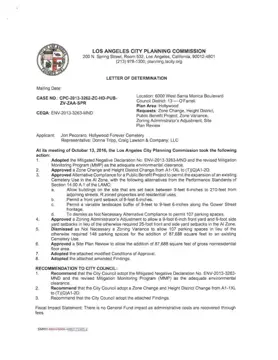 LOS ANGELES CITY PLANNING COMMISSION
200 N. Spring Street, Room 532, Los Angeles, California, 90012-4801
(213) 978-1300, planning.lacity.org
LETTER OF DETERMINATION
Mailing Date:
CASE NO.: CPC-2013-3262-ZC-HD-PUB-
ZV-ZAA-SPR
CEQA: ENV-2013-3263-MND
Location: 6000 West Santa Monica Boulevard
Council District: 13 – O'Farrell
Plan Area: Hollywood
Requests: Zone Change, Height District,
Public Benefit Project, Zone Variance,
Zoning Administrator's Adjustment, Site
Plan Review
Applicant: Hollywood Forever Cemetery
Representative: Donna Tripp, Craig Lawson & Company, LLC
At its meeting of October 13, 2016, the Los Angeles City Planning Commission took the following
action:
1. Adopted the Mitigated Negative Declaration No. ENV-2013-3263-MND and the revised Mitigation
Monitoring Program (MMP) as the adequate environmental clearance.
2. Approved a Zone Change and Height District Change from A1-1XL to (T)(Q)A1-2D.
3. Approved Alternative Compliance for a Public Benefit Project to permit the expansion of an existing
Cemetery Use in the A1 Zone, with the following alternatives from the Performance Standards of
Section 14.00 A.1 of the LAMC:
a. Allow buildings on the site that are set back between 9-feet 6-inches to 270-feet from
adjoining streets, R zoned properties and residential uses.
b. Permit a front yard setback of 9-feet 6-inches.
c. Permit a variable landscape buffer of 9-feet 6-inches along the Gower Street
frontage.
d. To dismiss as Not Necessary Alternative Compliance to permit 107 parking spaces.
4. Approved a Zoning Administrator's Adjustment to allow a 9-foot 6-inch front yard and 9-foot side
yard setbacks in lieu of the otherwise required 25-foot front and side yard setbacks in the A1 Zone.
5. Dismissed as Not Necessary a Zoning Variance to allow 107 parking spaces in lieu of the
otherwise required 146 parking spaces for the addition of 87,688 square feet to an existing
Cemetery Use.
6. Approved a Site Plan Review to allow the addition of 87,688 square feet of gross nonresidential
floor area.
7. Adopted the attached modified Conditions of Approval.
8. Adopted the attached amended Findings.
RECOMMENDATION TO CITY COUNCIL:
1. Recommend that the City Council adopt the Mitigated Negative Declaration No. ENV-2013-3263-
MND and the revised Mitigation Monitoring Program (MMP) as the adequate environmental
clearance.
2. Recommend that the City Council adopt a Zone Change and Height District Change from A1-1XL
to (T)(Q)A1-2D.
3. Recommend that the City Council adopt the attached Findings.
Fiscal Impact Statement: There is no General Fund impact as administrative costs are recovered through
fees.